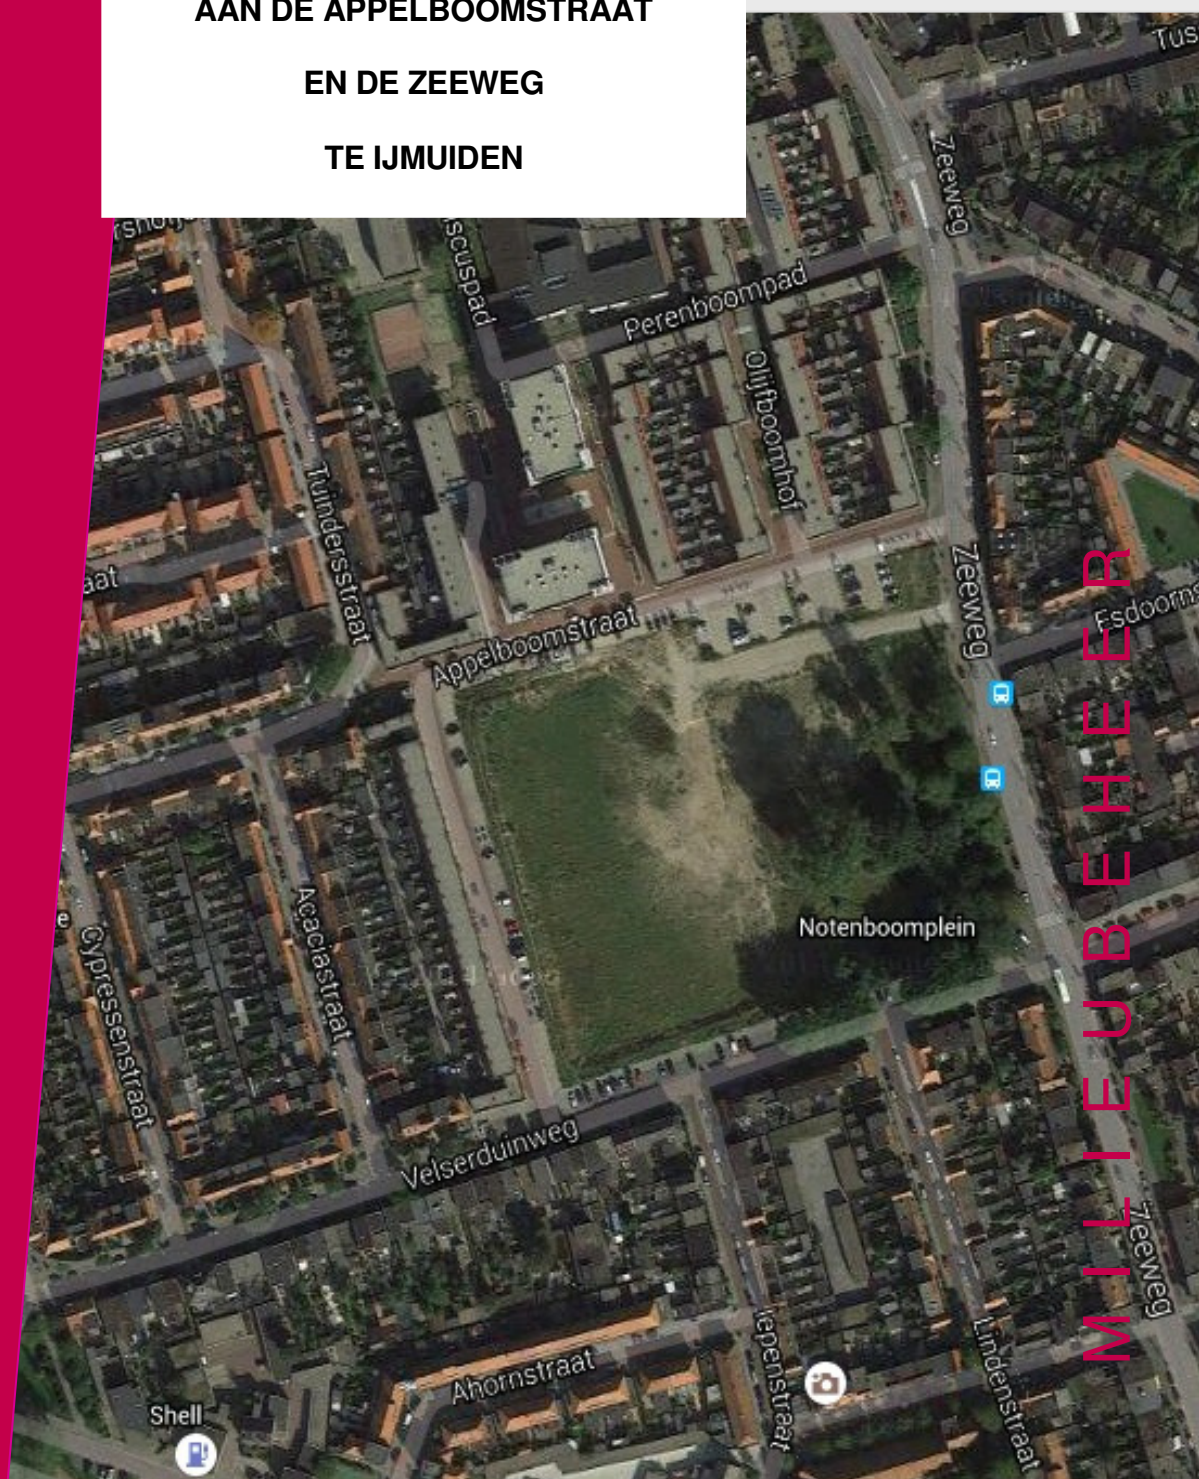 AAN DE APPELBOOMSTRAAT
EN DE ZEEWEG
TE IJMUIDEN
Zeeweg
Perenboompad
Olijfboomhof
Tuindersstraat
Zeeweg
Appelboomstraat
Notenboomplein
Acaciastraat
Cypressenstraat
Velserduinweg
Zeeweg
Ahornstraat
Iepenstraat
Lindenstraat
Shell
MILIEUBEHEER